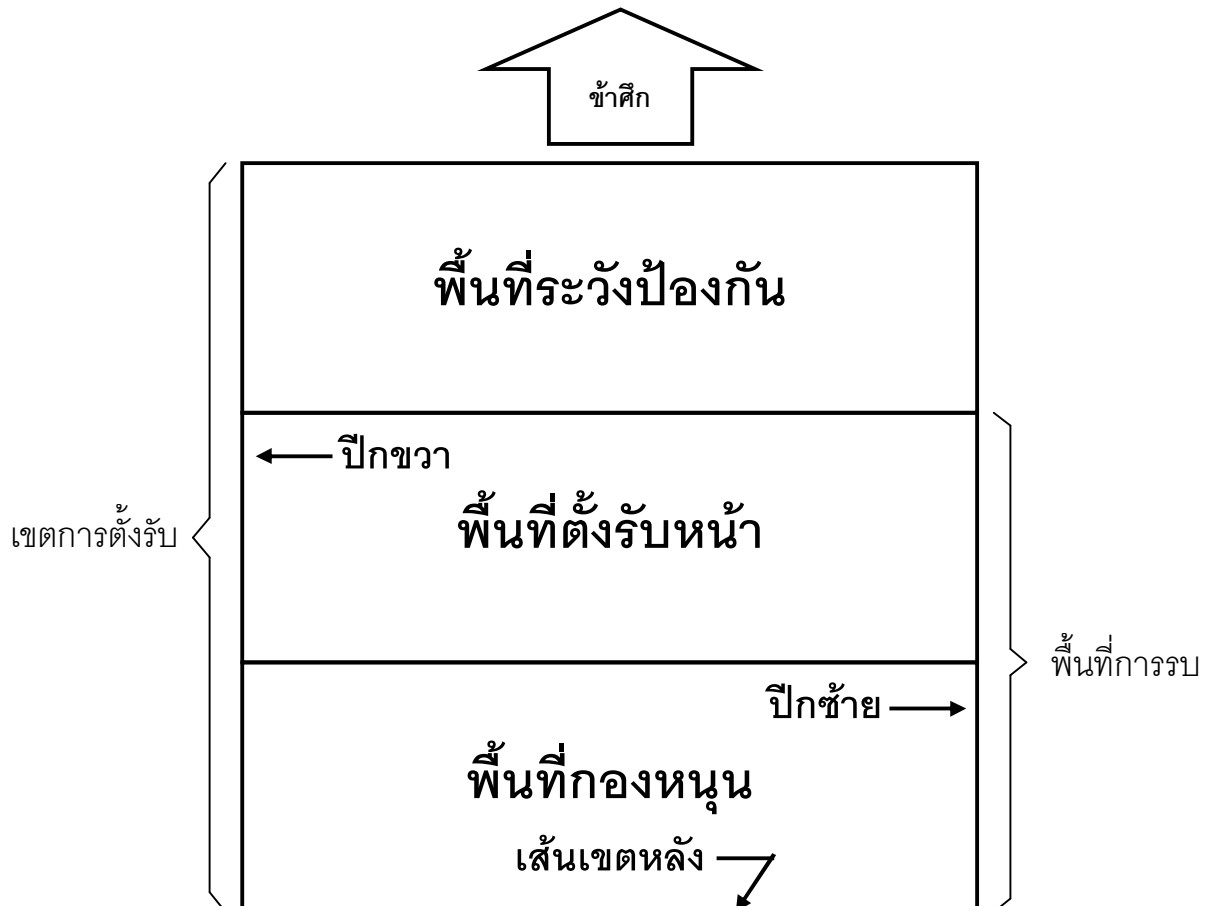 ข้าศึก
พื้นที่ระวังป้องกัน
ปีกขวา
พื้นที่ตั้งรับหน้า
เขตการตั้งรับ
พื้นที่การรบ
ปีกซ้าย
พื้นที่กองหนุน
เส้นเขตหลัง